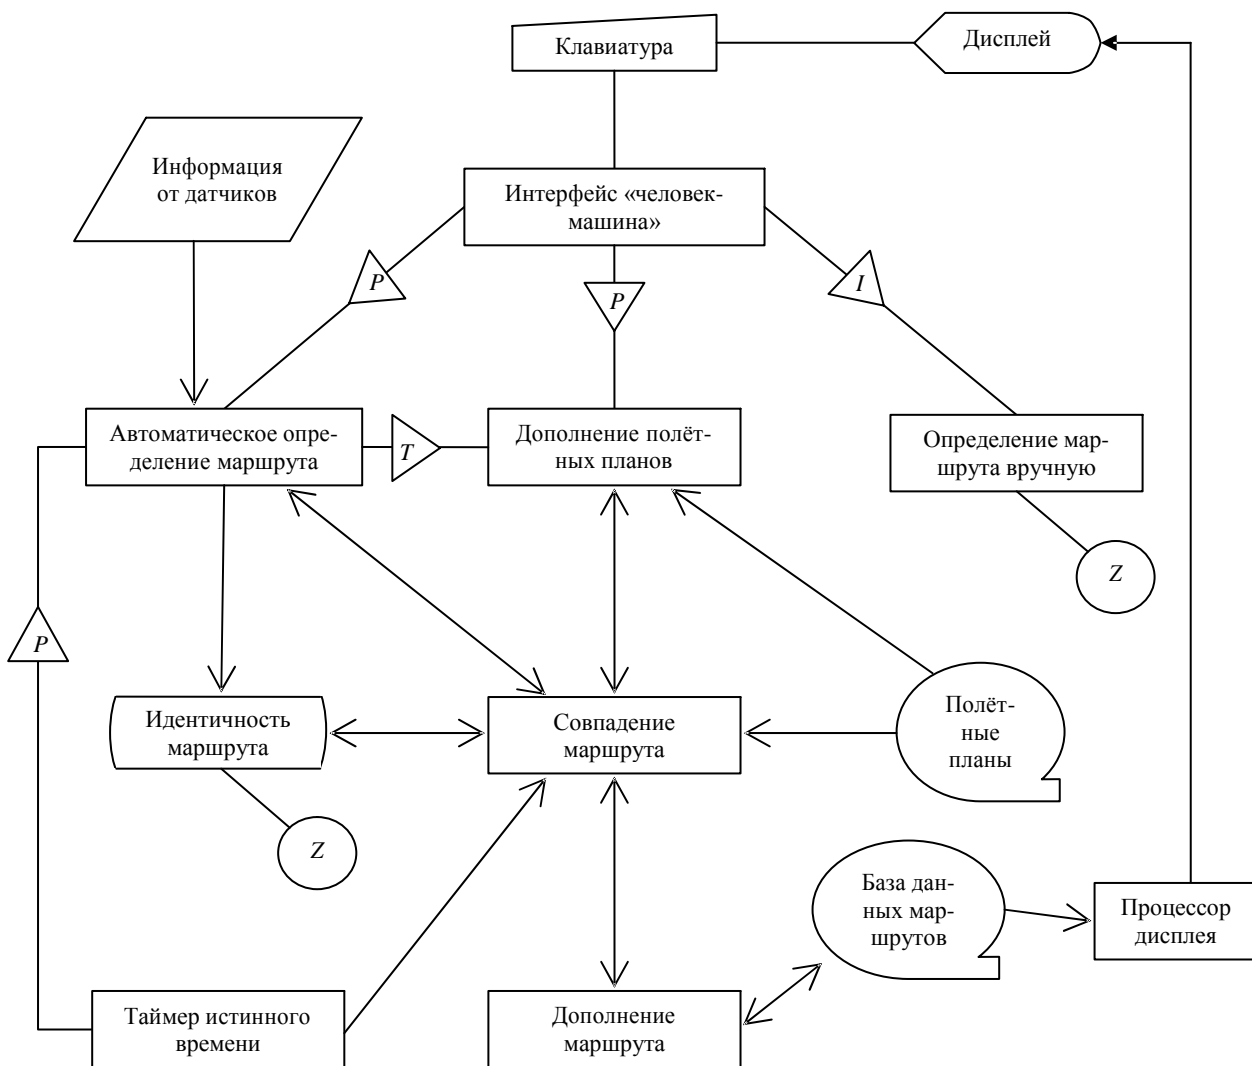 Клавиатура
Дисплей
Информация
от датчиков
Интерфейс «человек-
машина»
P
P
I
Автоматическое опре-
деление маршрута
T
Дополнение полёт-
ных планов
Определение мар-
шрута вручную
Z
P
Идентичность
маршрута
Совпадение
маршрута
Полёт-
ные
планы
Z
База дан-
ных мар-
шрутов
Процессор
дисплея
Таймер истинного
времени
Дополнение
маршрута